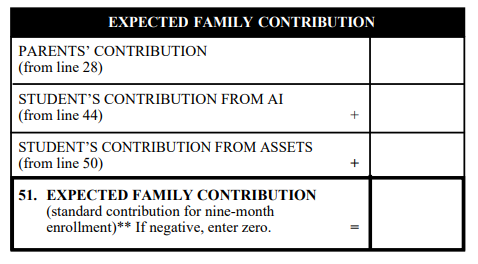 EXPECTED FAMILY CONTRIBUTION
PARENTS’ CONTRIBUTION
(from line 28)
STUDENT’S CONTRIBUTION FROM AI
(from line 44) +
STUDENT’S CONTRIBUTION FROM ASSETS
(from line 50) +
51. EXPECTED FAMILY CONTRIBUTION
(standard contribution for nine-month
enrollment)** If negative, enter zero. =